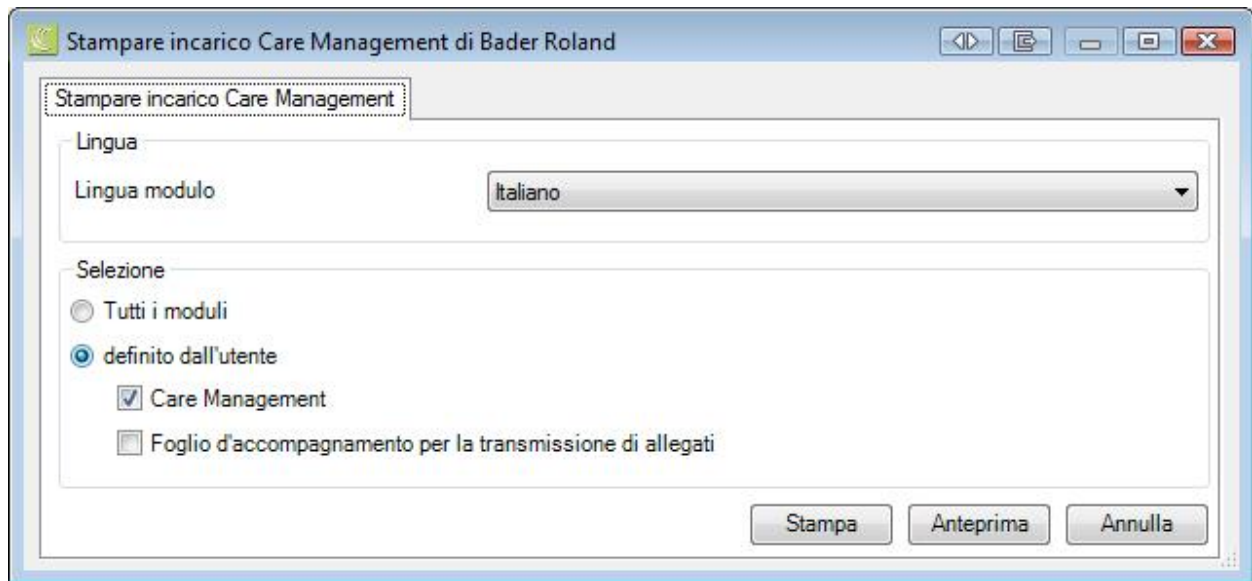 Stampare incarico Care Management di Bader Roland
Stampare incarico Care Management
Lingua
Lingua modulo
Italiano
Selezione
Tutti i moduli
definito dall'utente
Care Management
Foglio d'accompagnamento per la transmissione di allegati
Stampa Anteprima Annulla